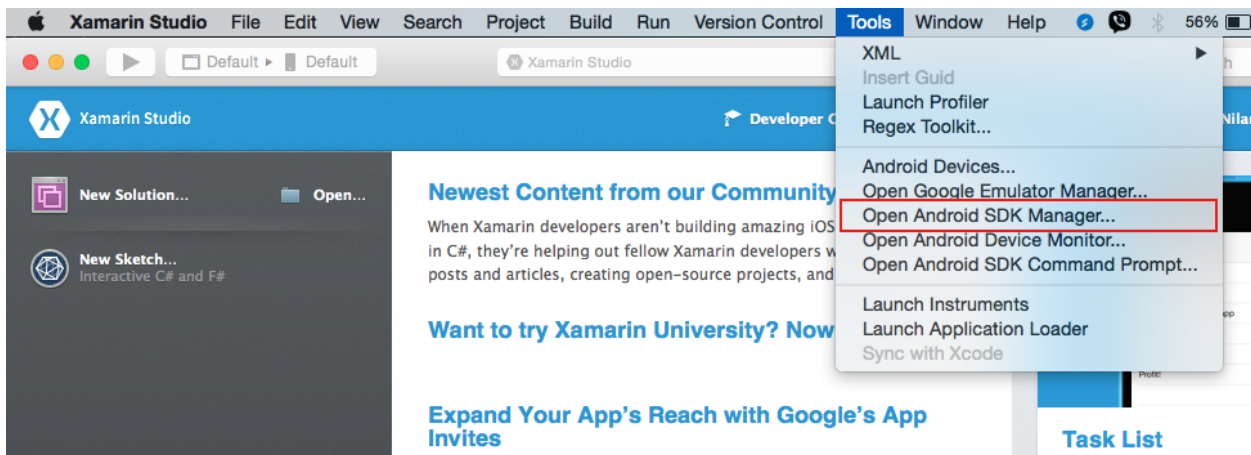 Xamarin Studio File Edit View Search Project Build Run Version Control Tools Window Help 56%
Default Default
Xamarin Studio
Xamarin Studio
Developer
New Solution... Open...
New Sketch...
Interactive C# and F#
Newest Content from our Community
When Xamarin developers aren't building amazing iOS
in C#, they're helping out fellow Xamarin developers w
posts and articles, creating open-source projects, and
Want to try Xamarin University? Now
Expand Your App's Reach with Google's App
Invites
XML
Insert Guid
Launch Profiler
Regex Toolkit...
Android Devices...
Open Google Emulator Manager...
Open Android SDK Manager...
Open Android Device Monitor...
Open Android SDK Command Prompt...
Launch Instruments
Launch Application Loader
Sync with Xcode
Nilar
Profit!
Task List